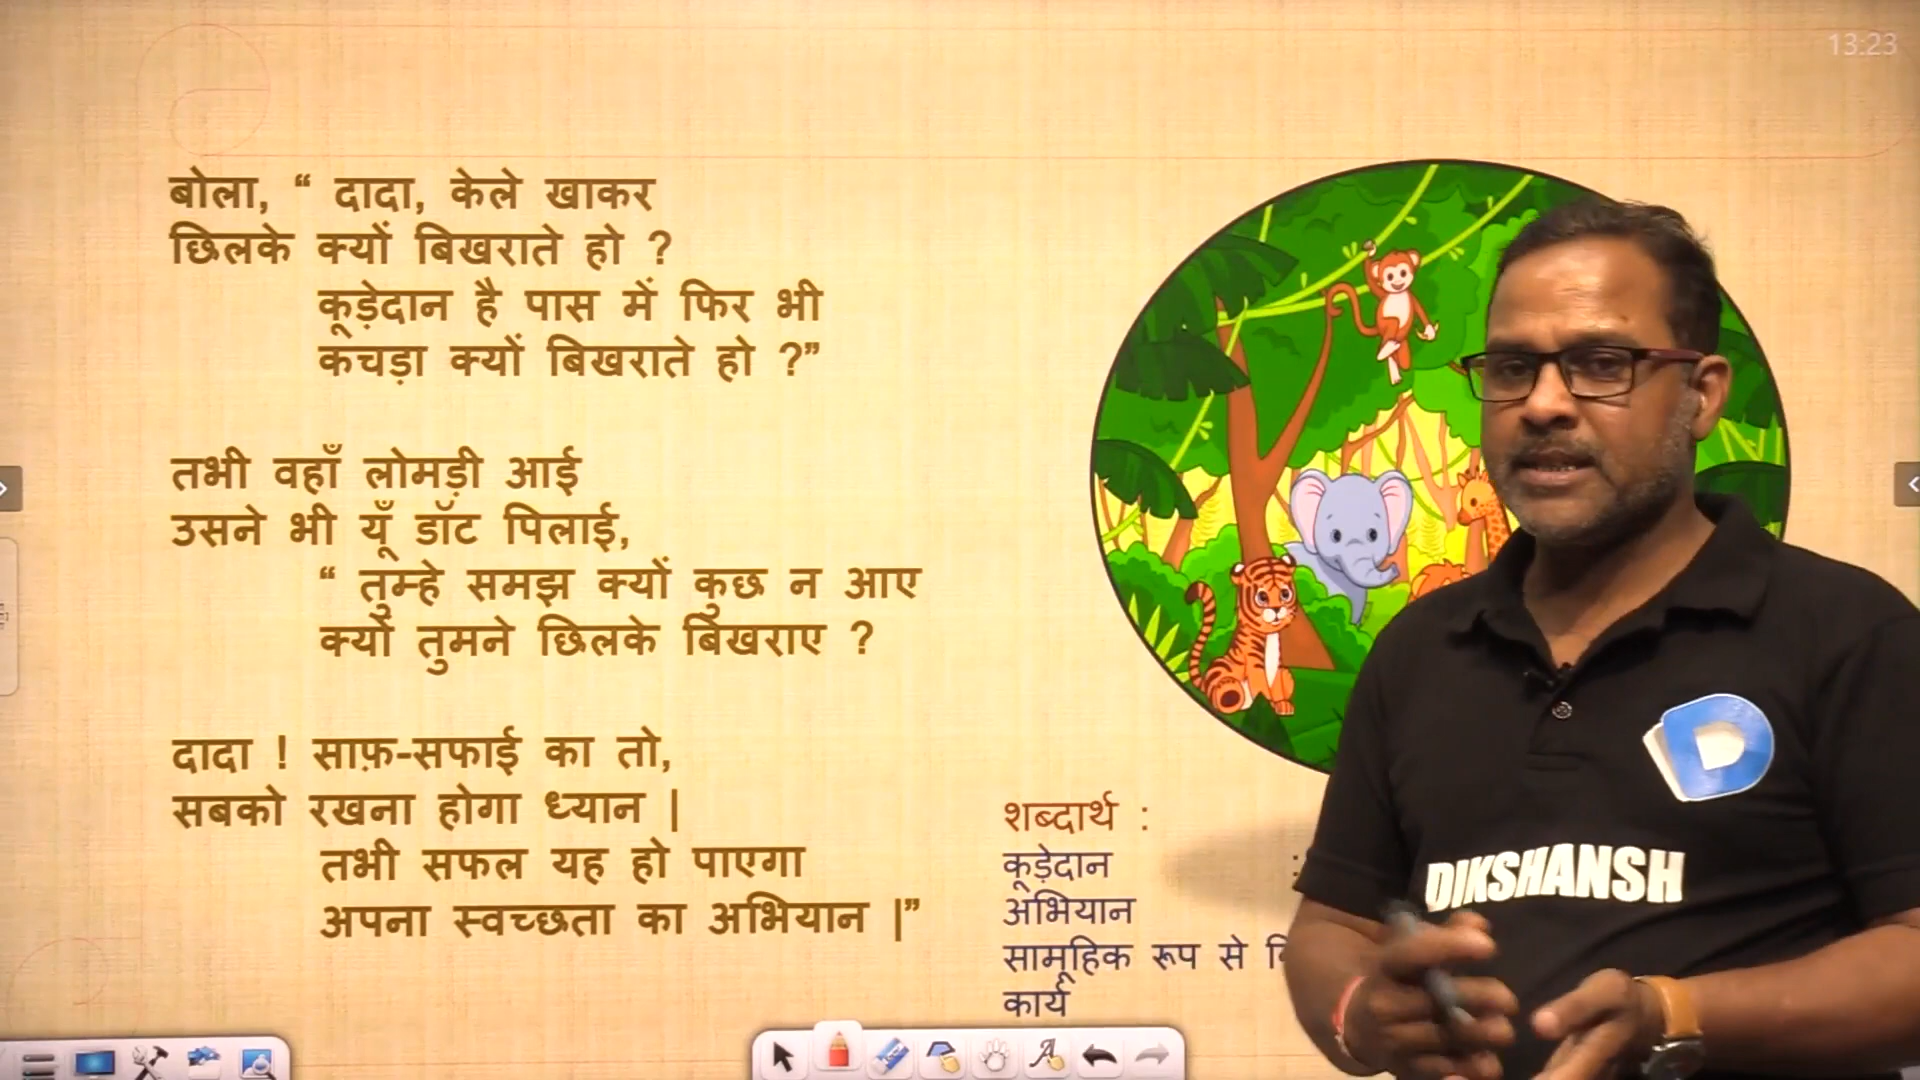 13:23
बोला, “ दादा, केले खाकर
छिलके क्यों बिखराते हो ?
कूड़ेदान है पास में फिर भी
कचड़ा क्यों बिखराते हो ?”
तभी वहाँ लोमड़ी आई
उसने भी यूँ डॉट पिलाई,
“ तुम्हे समझ क्यों कुछ न आए
क्यों तुमने छिलके बिखराए ?
दादा ! साफ़-सफाई का तो,
सबको रखना होगा ध्यान |
तभी सफल यह हो पाएगा
अपना स्वच्छता का अभियान |”
शब्दार्थ :
कूड़ेदान :
अभियान
सामूहिक रूप से
कार्य
D
DIKSHANSH